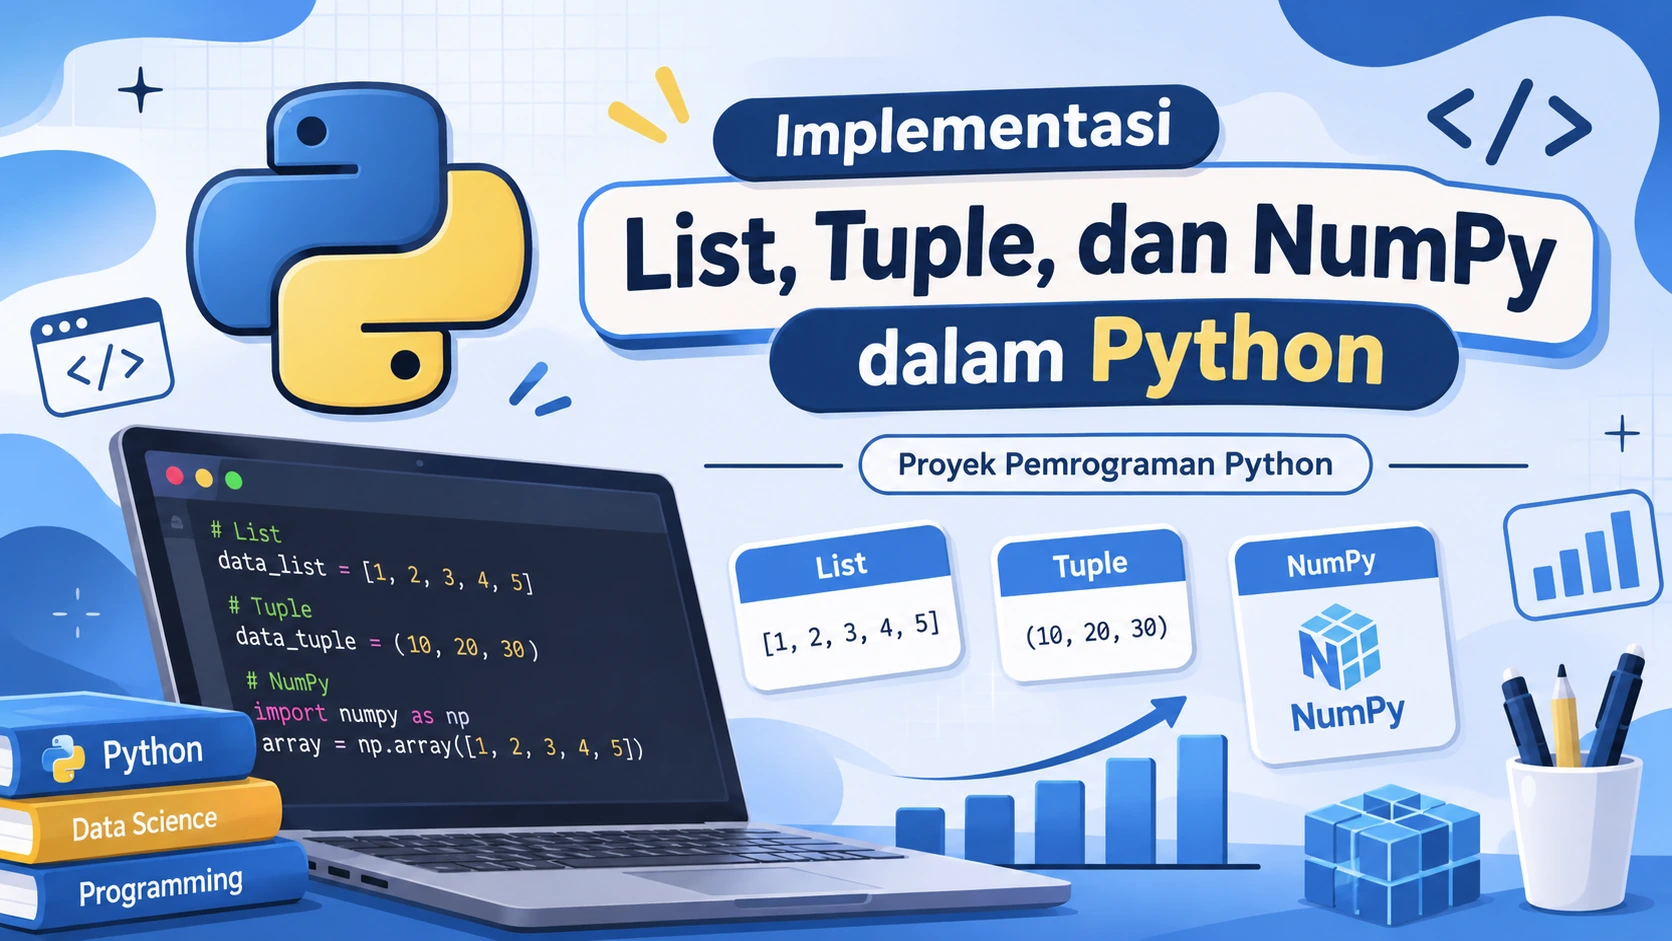 Implementasi
List, Tuple, dan NumPy
dalam Python
Proyek Pemrograman Python
</>
</>
# List
data_list = [1, 2, 3, 4, 5]
# Tuple
data_tuple = (10, 20, 30)
# NumPy
import numpy as np
array = np.array([1, 2, 3, 4, 5])
List
[1, 2, 3, 4, 5]
Tuple
(10, 20, 30)
NumPy
N
NumPy
Python
Data Science
Programming